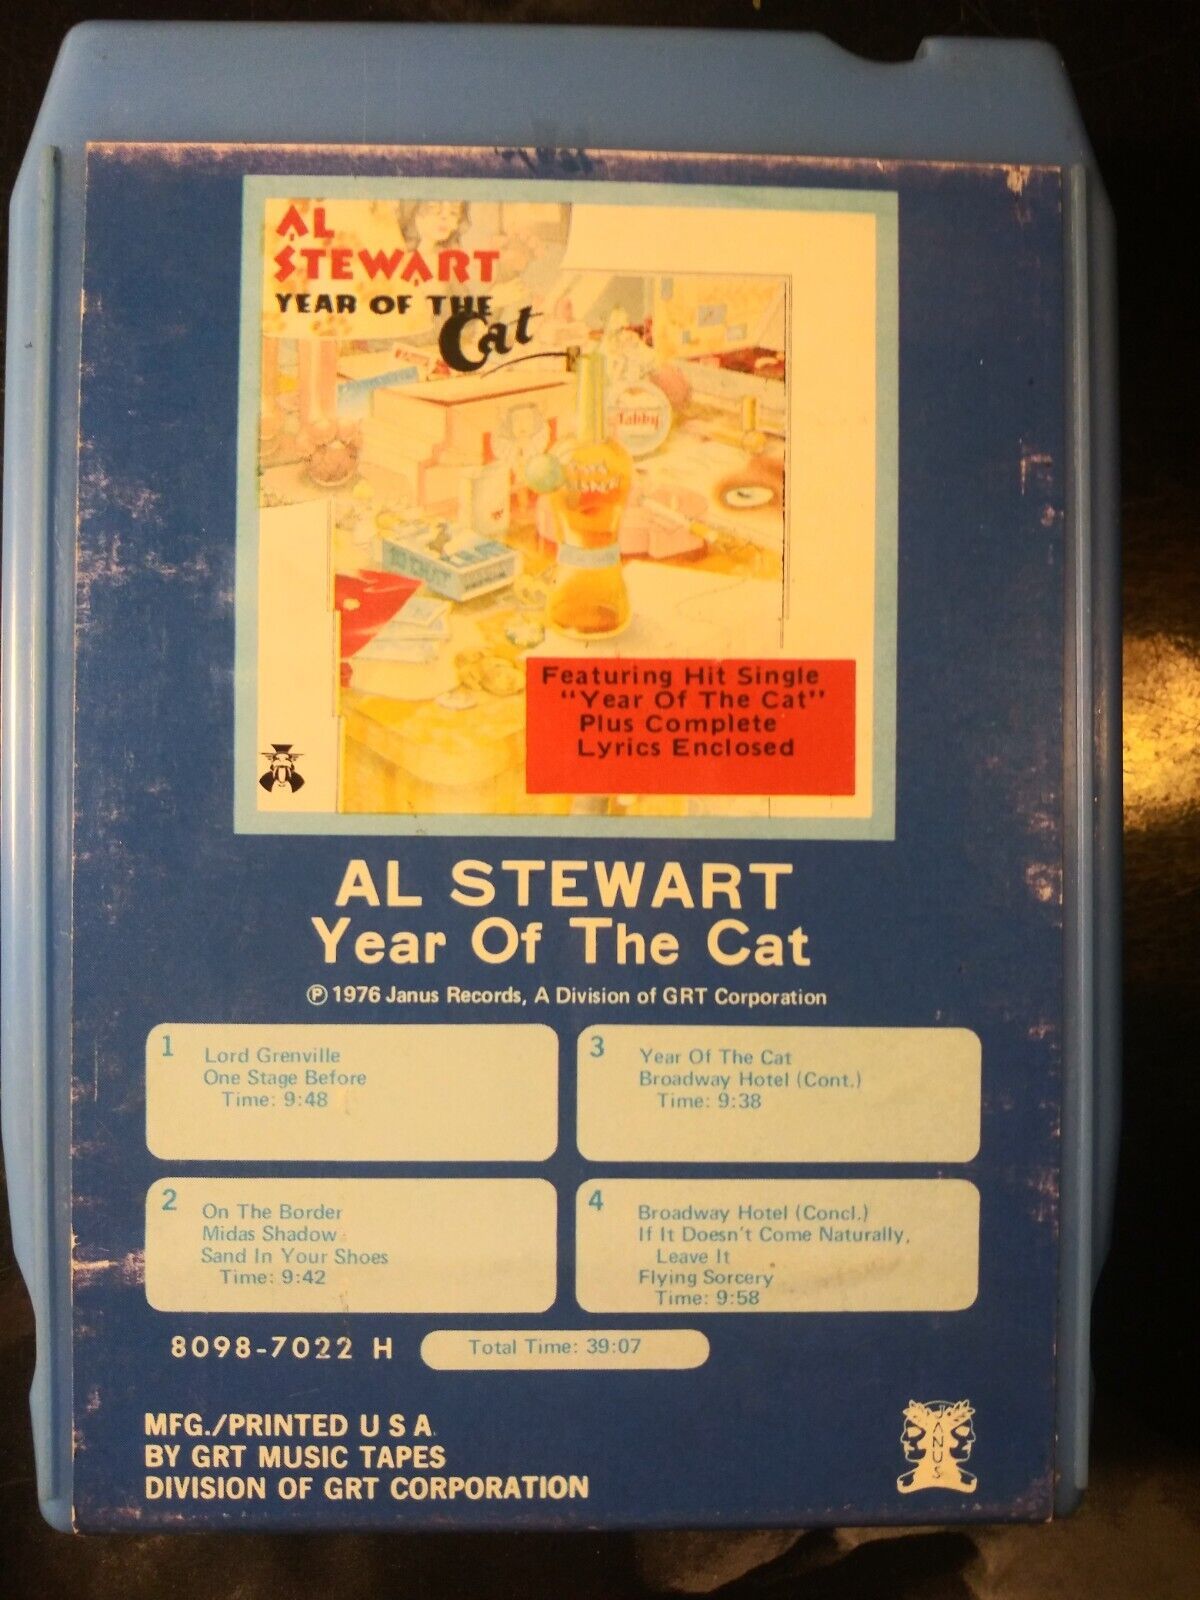 AL
STEWART
YEAR OF THE
Cat
Tabby
Featuring Hit Single
"Year Of The Cat"
Plus Complete
Lyrics Enclosed
AL STEWART
Year Of The Cat
℗ 1976 Janus Records, A Division of GRT Corporation
1
Lord Grenville
One Stage Before
Time: 9:48
2
On The Border
Midas Shadow
Sand In Your Shoes
Time: 9:42
3
Year Of The Cat
Broadway Hotel (Cont.)
Time: 9:38
4
Broadway Hotel (Concl.)
If It Doesn't Come Naturally,
Leave It
Flying Sorcery
Time: 9:58
8098-7022 H
Total Time: 39:07
MFG./PRINTED U S A.
BY GRT MUSIC TAPES
DIVISION OF GRT CORPORATION
JANUS